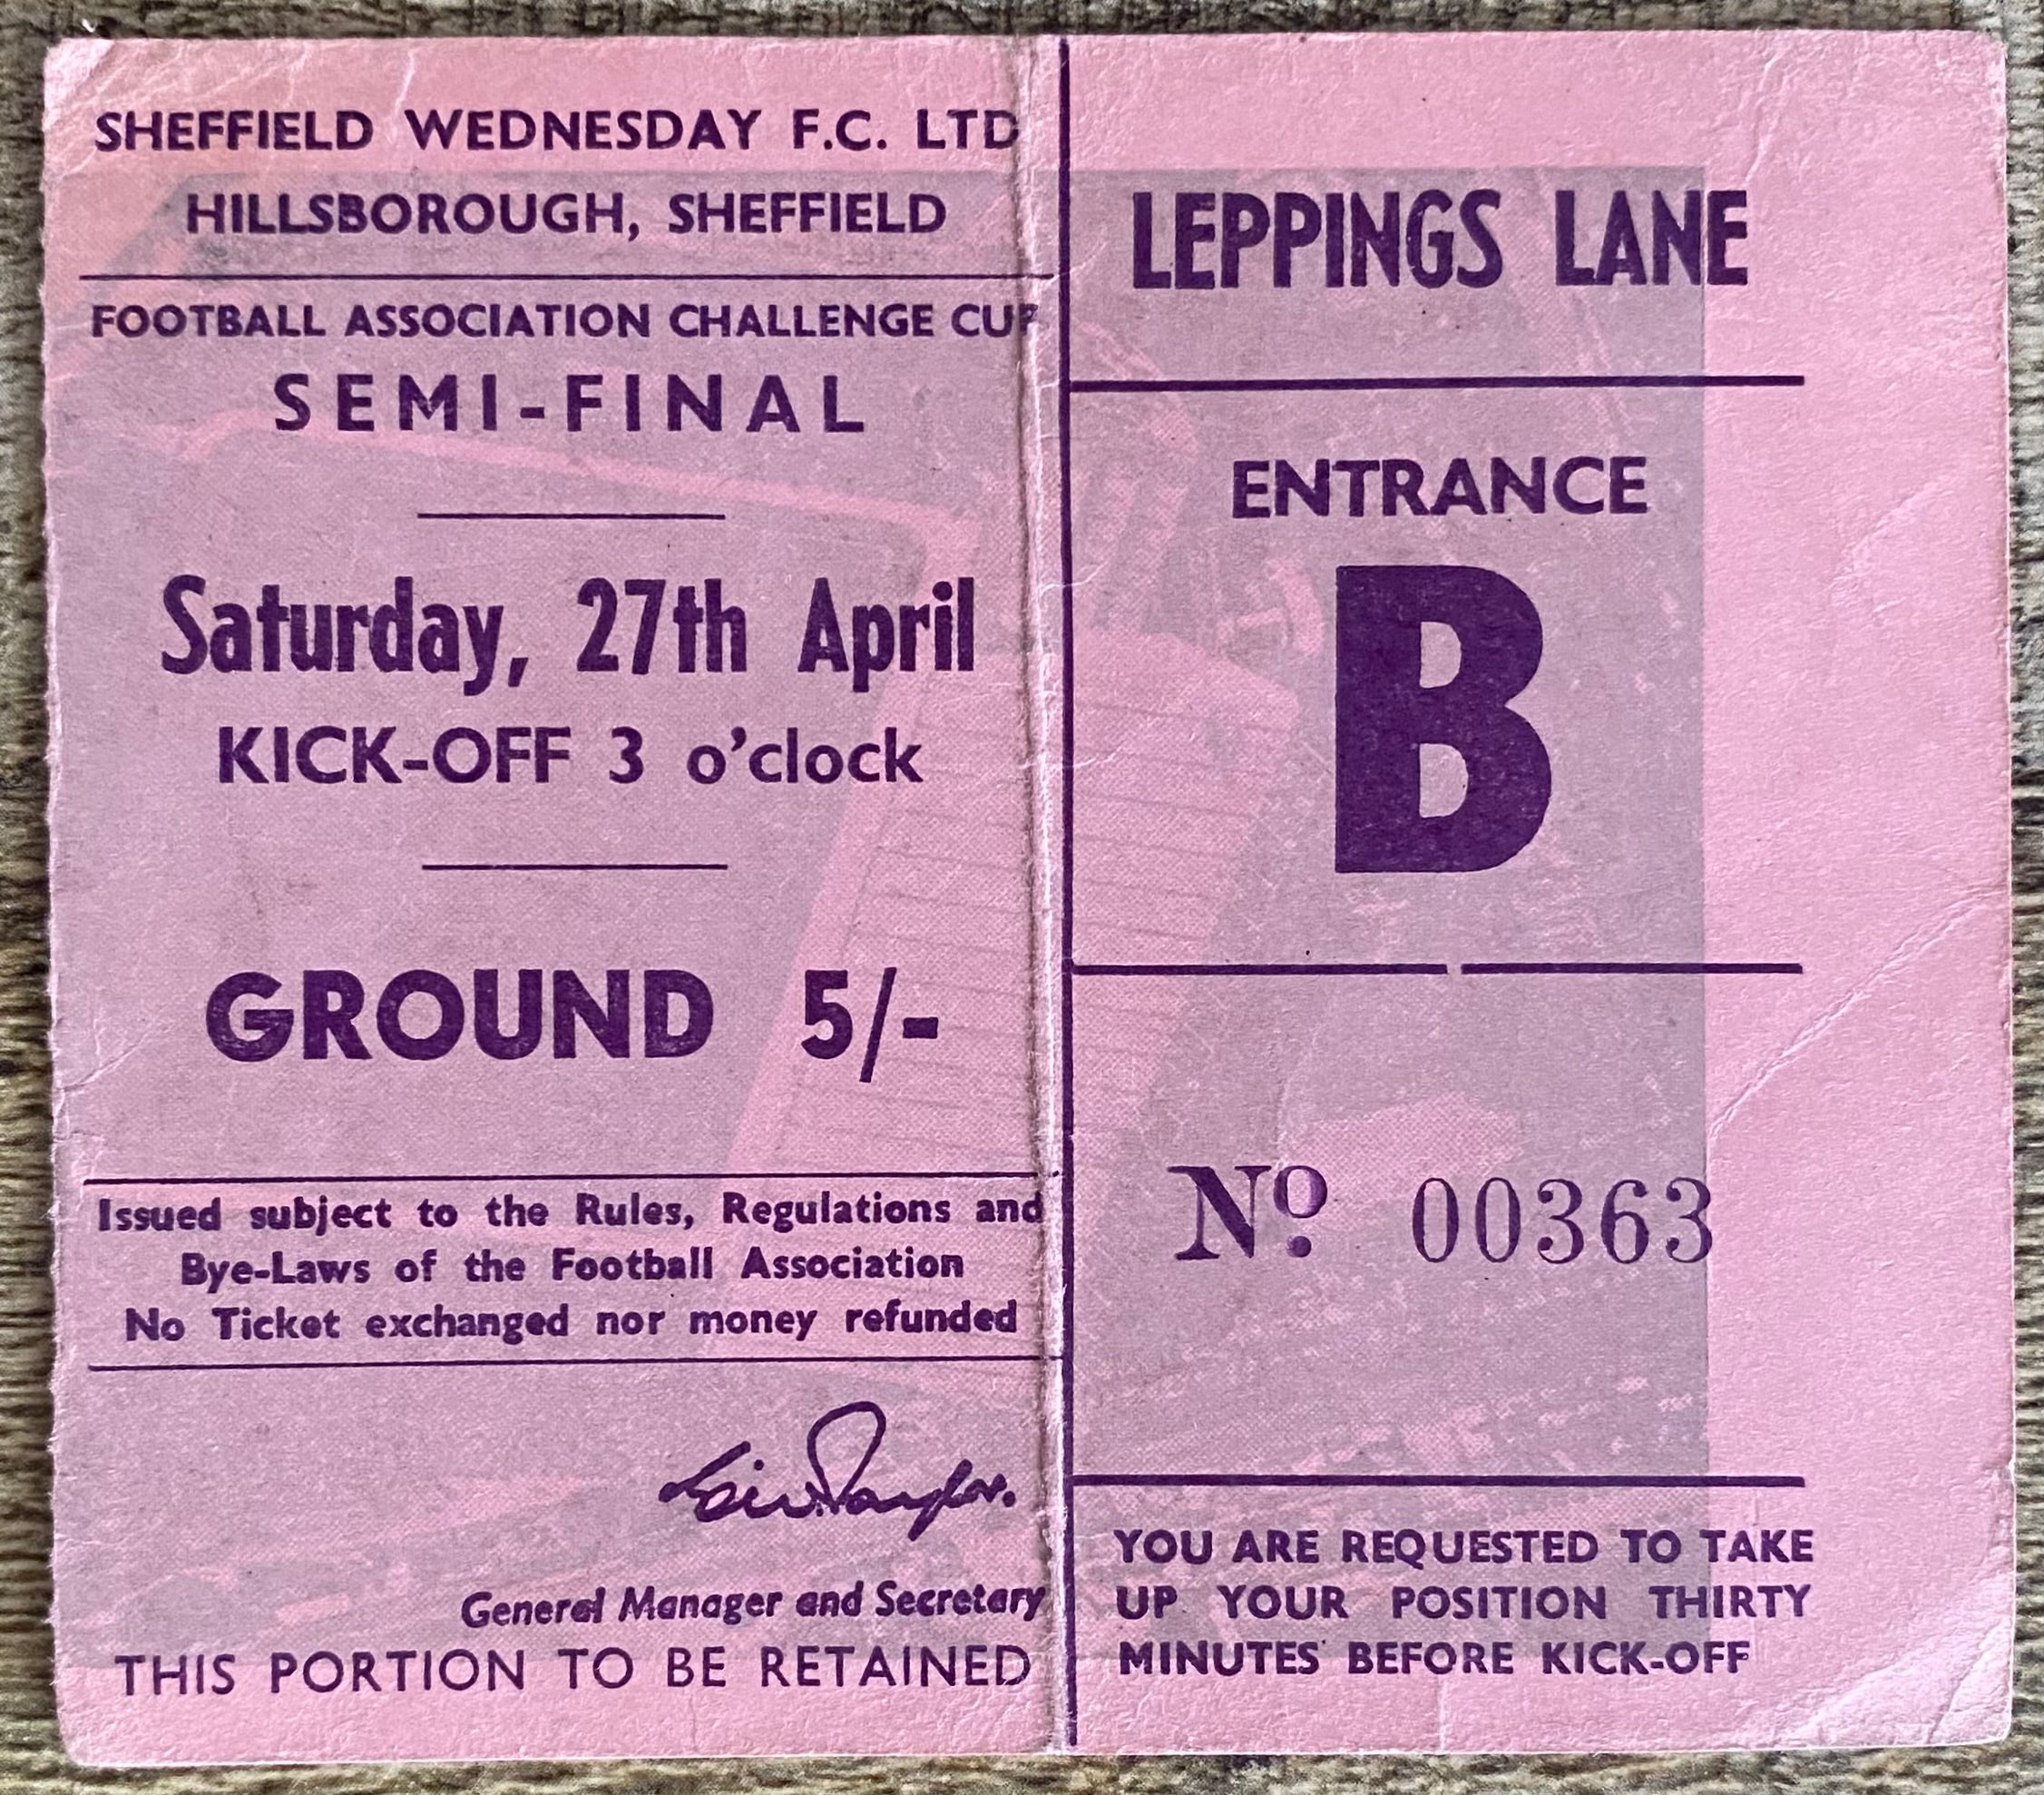 SHEFFIELD WEDNESDAY F.C. LTD
HILLSBOROUGH, SHEFFIELD
FOOTBALL ASSOCIATION CHALLENGE CUP
SEMI-FINAL
Saturday, 27th April
KICK-OFF 3 o'clock
GROUND 5/-
Issued subject to the Rules, Regulations and
Bye-Laws of the Football Association
No Ticket exchanged nor money refunded
Eric Taylor.
General Manager and Secretary
THIS PORTION TO BE RETAINED
LEPPINGS LANE
ENTRANCE
B
Nº 00363
YOU ARE REQUESTED TO TAKE
UP YOUR POSITION THIRTY
MINUTES BEFORE KICK-OFF